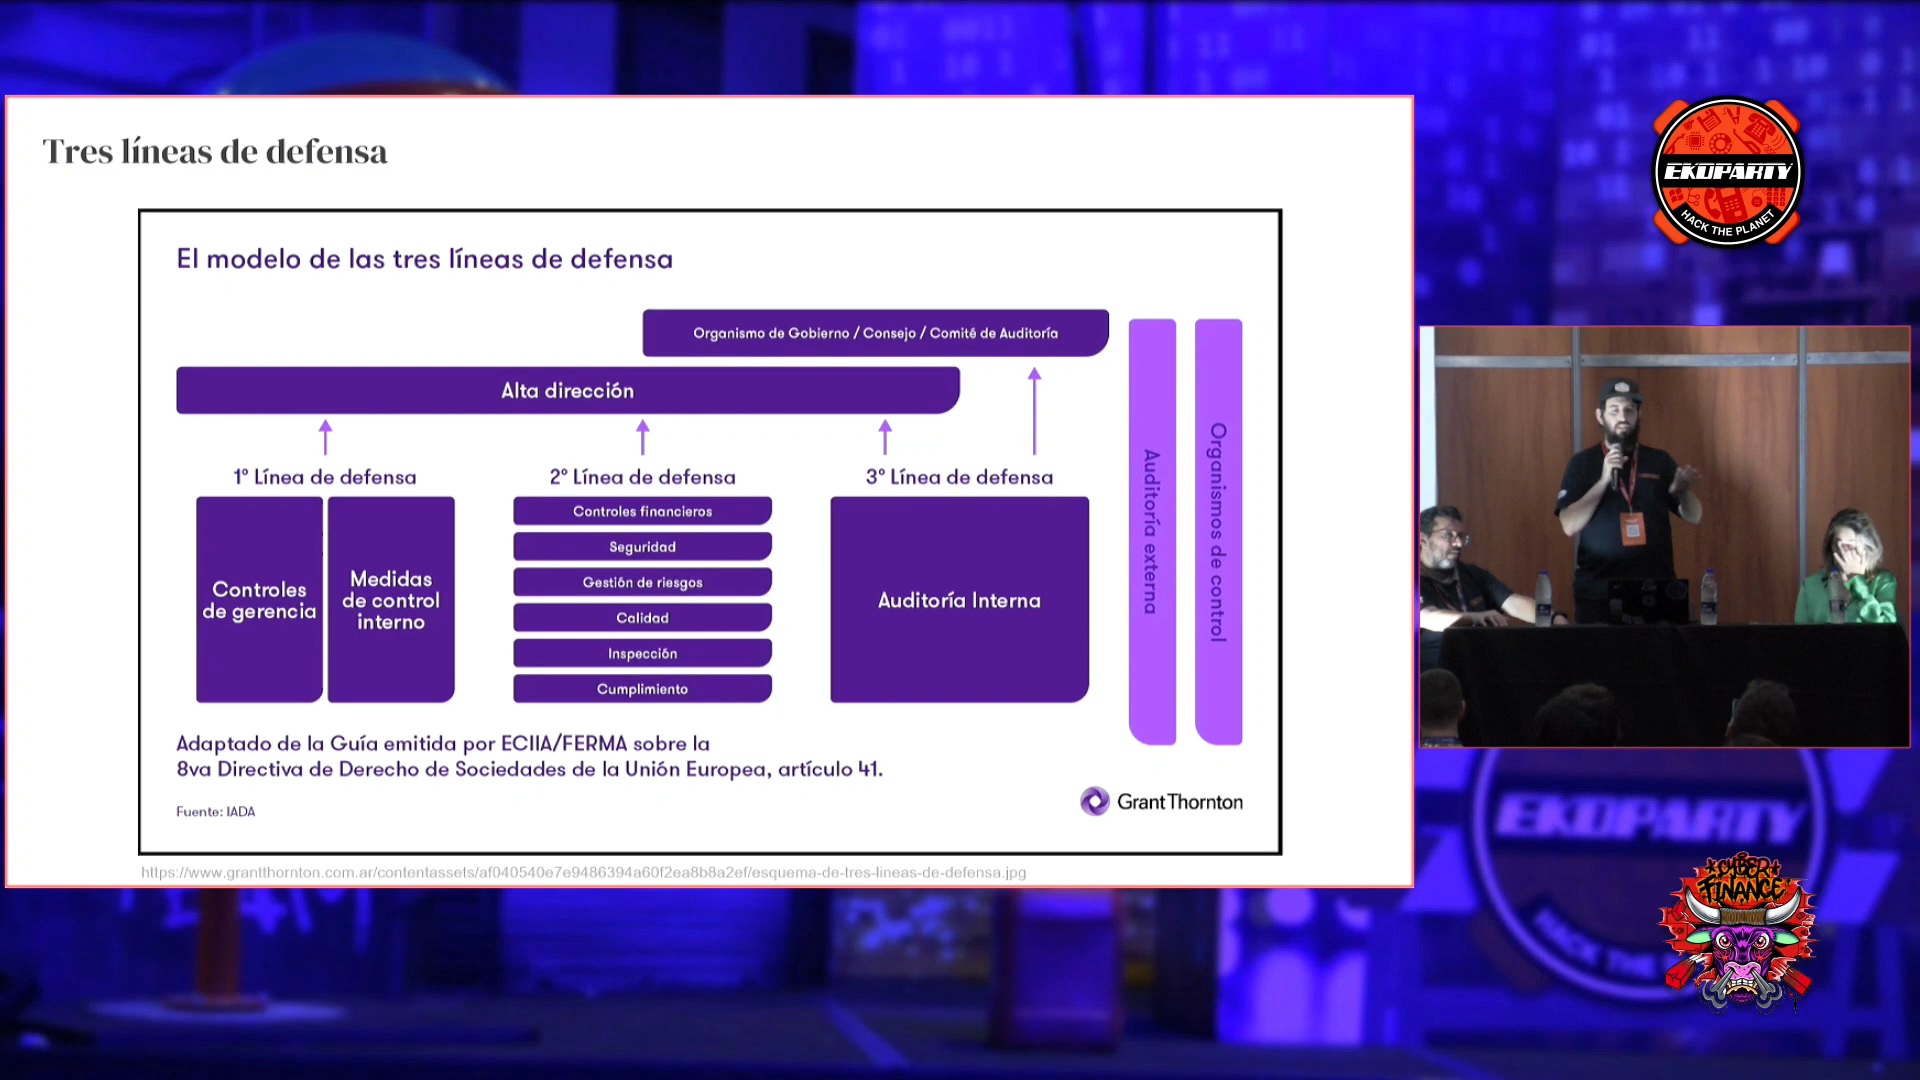 Tres líneas de defensa
El modelo de las tres líneas de defensa
Organismo de Gobierno / Consejo / Comité de Auditoría
Alta dirección
1° Línea de defensa
2° Línea de defensa
3° Línea de defensa
Controles
de gerencia
Medidas
de control
interno
Controles financieros
Seguridad
Gestión de riesgos
Calidad
Inspección
Cumplimiento
Auditoría Interna
Auditoría externa
Organismos de control
Adaptado de la Guía emitida por ECIIA/FERMA sobre la
8va Directiva de Derecho de Sociedades de la Unión Europea, artículo 41.
Fuente: IADA
Grant Thornton
https://www.grantthornton.com.ar/contentassets/af040540e7e9486394a60f2ea8b8a2ef/esquema-de-tres-lineas-de-defensa.jpg
EKOPARTY
HACK THE PLANET
EKOPARTY
HACK THE
CYBER
FINANCE